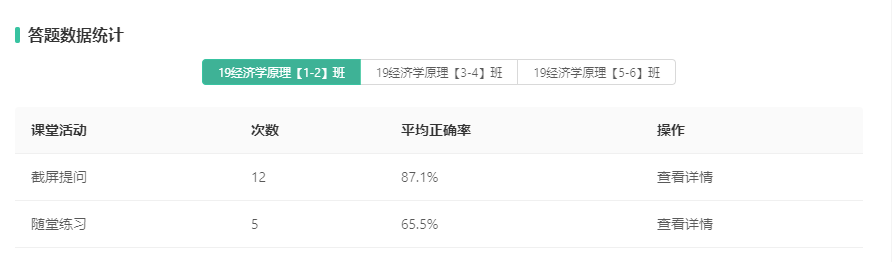 答题数据统计
19经济学原理【1-2】班 19经济学原理【3-4】班 19经济学原理【5-6】班
课堂活动 次数 平均正确率 操作
截屏提问 12 87.1% 查看详情
随堂练习 5 65.5% 查看详情